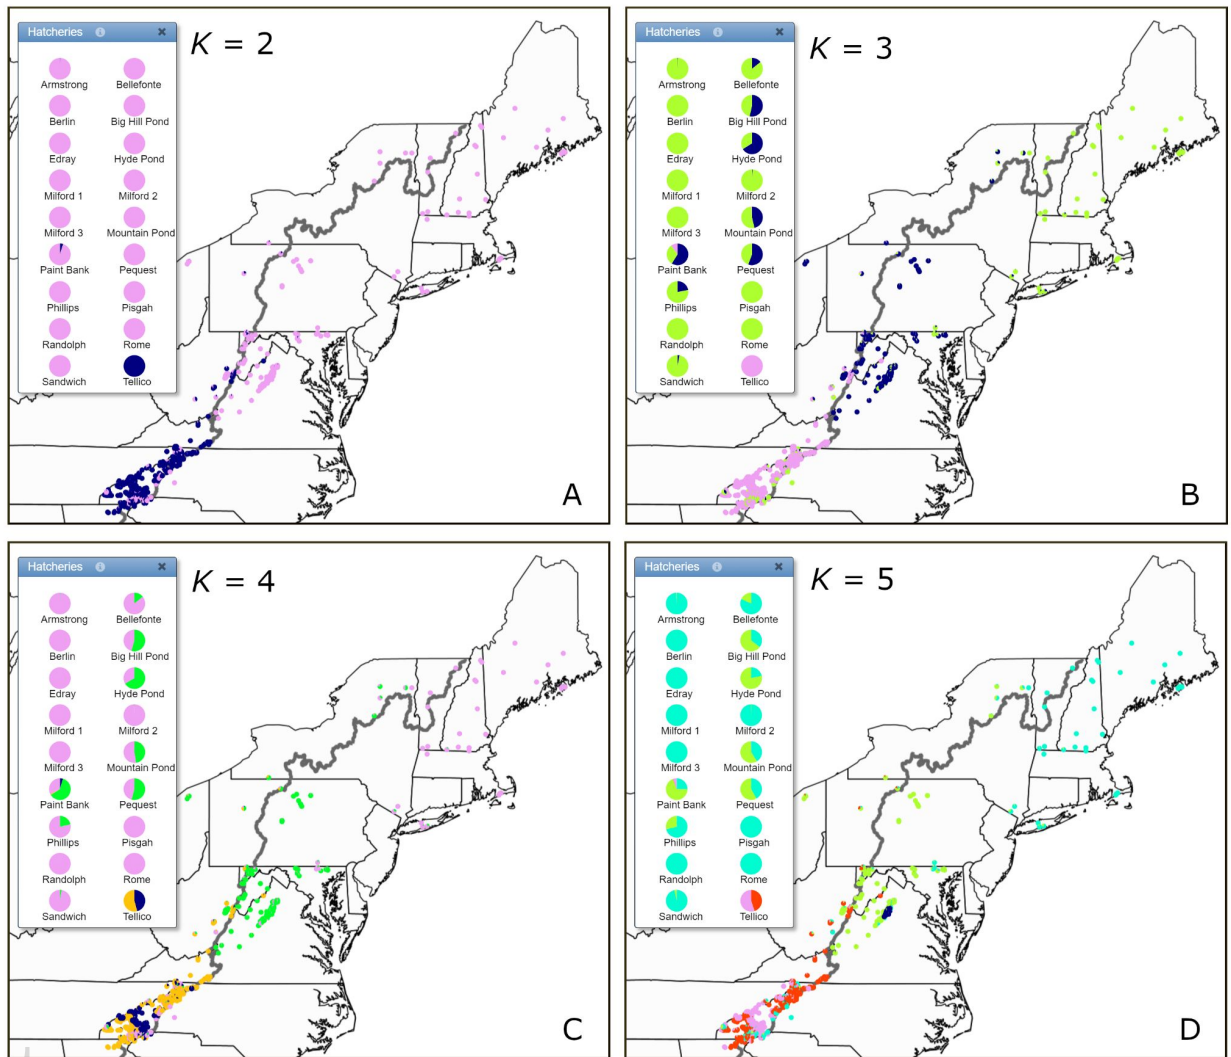 Hatcheries
K = 2
Armstrong Bellefonte
Berlin Big Hill Pond
Edray Hyde Pond
Milford 1 Milford 2
Milford 3 Mountain Pond
Paint Bank Pequest
Phillips Pisgah
Randolph Rome
Sandwich Tellico
A
Hatcheries
K = 3
Armstrong Bellefonte
Berlin Big Hill Pond
Edray Hyde Pond
Milford 1 Milford 2
Milford 3 Mountain Pond
Paint Bank Pequest
Phillips Pisgah
Randolph Rome
Sandwich Tellico
B
Hatcheries
K = 4
Armstrong Bellefonte
Berlin Big Hill Pond
Edray Hyde Pond
Milford 1 Milford 2
Milford 3 Mountain Pond
Paint Bank Pequest
Phillips Pisgah
Randolph Rome
Sandwich Tellico
C
Hatcheries
K = 5
Armstrong Bellefonte
Berlin Big Hill Pond
Edray Hyde Pond
Milford 1 Milford 2
Milford 3 Mountain Pond
Paint Bank Pequest
Phillips Pisgah
Randolph Rome
Sandwich Tellico
D